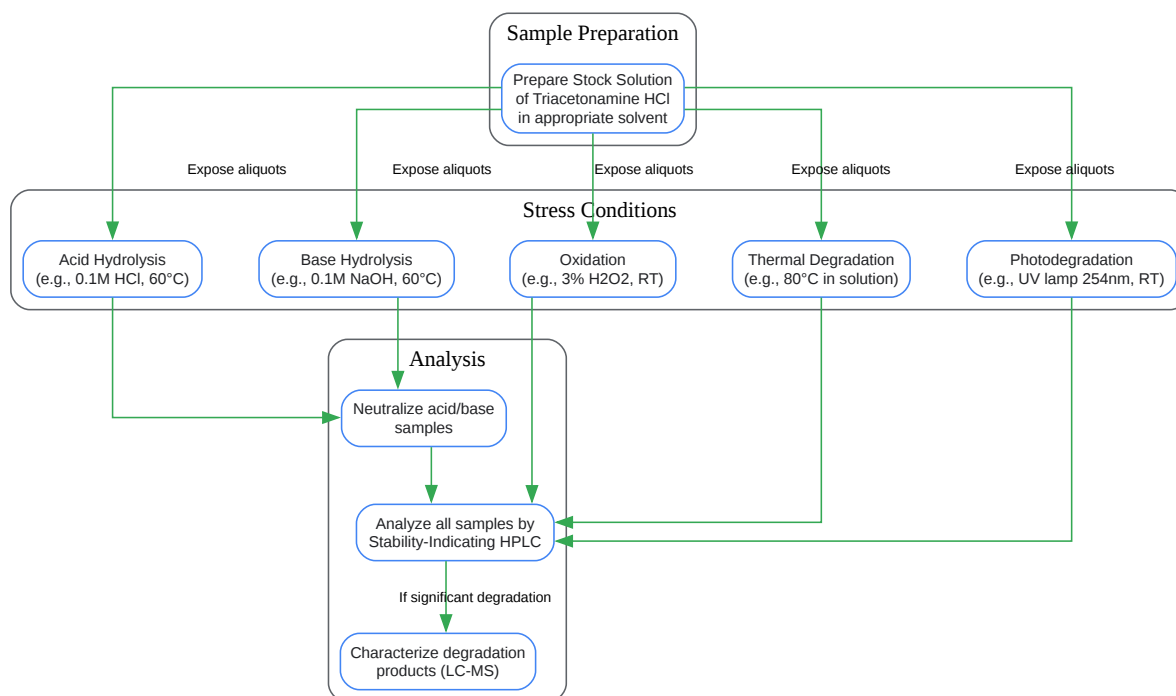 Sample Preparation
Prepare Stock Solution
of Triacetonamine HCl
in appropriate solvent
Expose aliquots
Expose aliquots
Expose aliquots
Expose aliquots
Expose aliquots
Stress Conditions
Acid Hydrolysis
(e.g., 0.1M HCl, 60°C)
Base Hydrolysis
(e.g., 0.1M NaOH, 60°C)
Oxidation
(e.g., 3% H2O2, RT)
Thermal Degradation
(e.g., 80°C in solution)
Photodegradation
(e.g., UV lamp 254nm, RT)
Analysis
Neutralize acid/base
samples
Analyze all samples by
Stability-Indicating HPLC
If significant degradation
Characterize degradation
products (LC-MS)